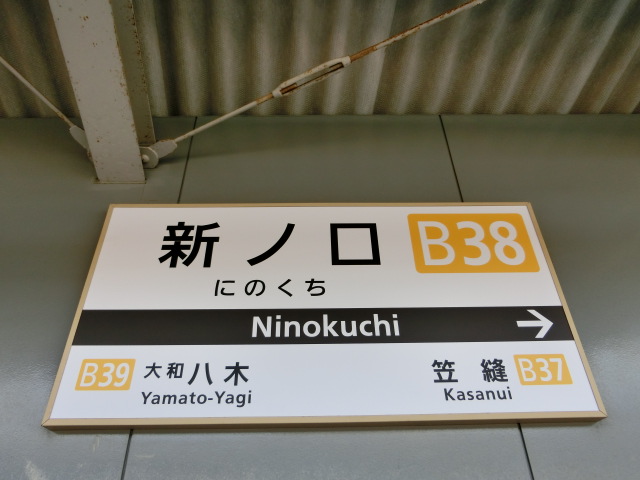 新ノ口 B38
にのくち
Ninokuchi →
B39 大和八木 笠縫 B37
Yamato-Yagi Kasanui